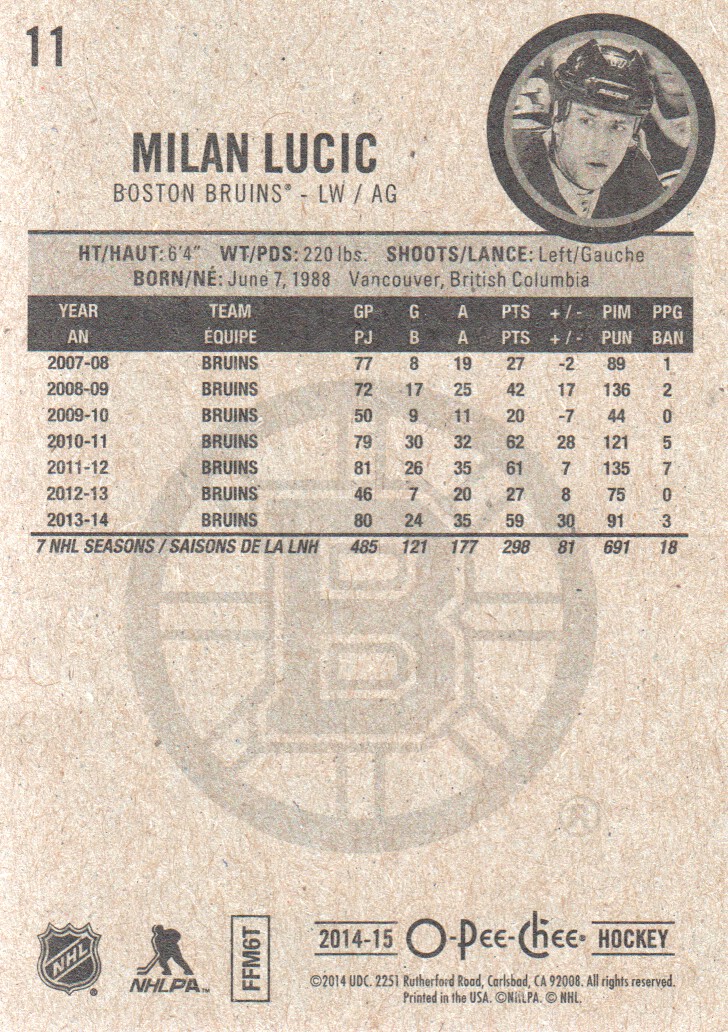 11
MILAN LUCIC
BOSTON BRUINS® - LW / AG
HT/HAUT: 6'4" WT/PDS: 220 lbs. SHOOTS/LANCE: Left/Gauche
BORN/NÉ: June 7, 1988 Vancouver, British Columbia
YEAR TEAM GP G A PTS + / - PIM PPG
AN ÉQUIPE PJ B A PTS + / - PUN BAN
2007-08 BRUINS 77 8 19 27 -2 89 1
2008-09 BRUINS 72 17 25 42 17 136 2
2009-10 BRUINS 50 9 11 20 -7 44 0
2010-11 BRUINS 79 30 32 62 28 121 5
2011-12 BRUINS 81 26 35 61 7 135 7
2012-13 BRUINS 46 7 20 27 8 75 0
2013-14 BRUINS 80 24 35 59 30 91 3
7 NHL SEASONS / SAISONS DE LA LNH 485 121 177 298 81 691 18
B
®
NHL ®
NHLPA™
FFM6T
2014-15 O-Pee-Chee® HOCKEY
©2014 UDC. 2251 Rutherford Road, Carlsbad, CA 92008. All rights reserved.
Printed in the USA. ©NHLPA. © NHL.